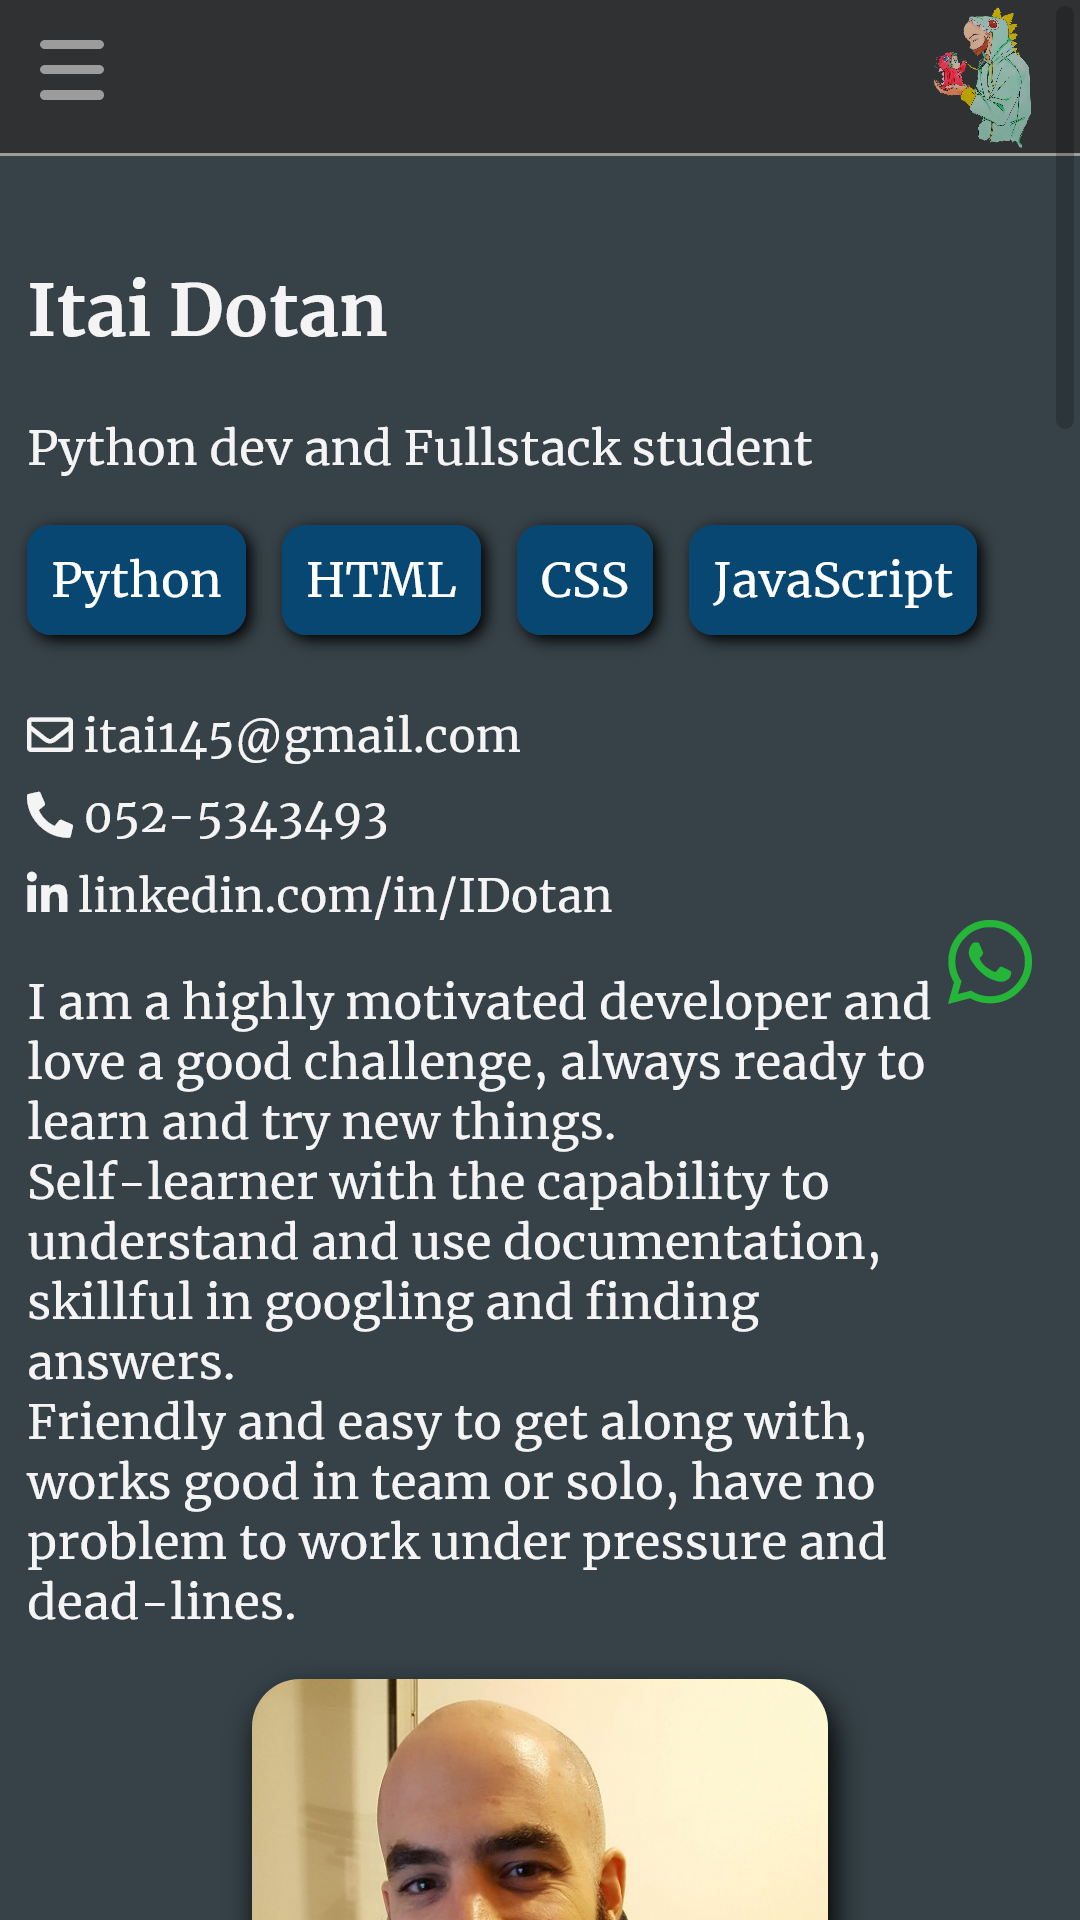 Itai Dotan
Python dev and Fullstack student
Python HTML CSS JavaScript
itai145@gmail.com
052-5343493
linkedin.com/in/IDotan
I am a highly motivated developer and
love a good challenge, always ready to
learn and try new things.
Self-learner with the capability to
understand and use documentation,
skillful in googling and finding
answers.
Friendly and easy to get along with,
works good in team or solo, have no
problem to work under pressure and
dead-lines.